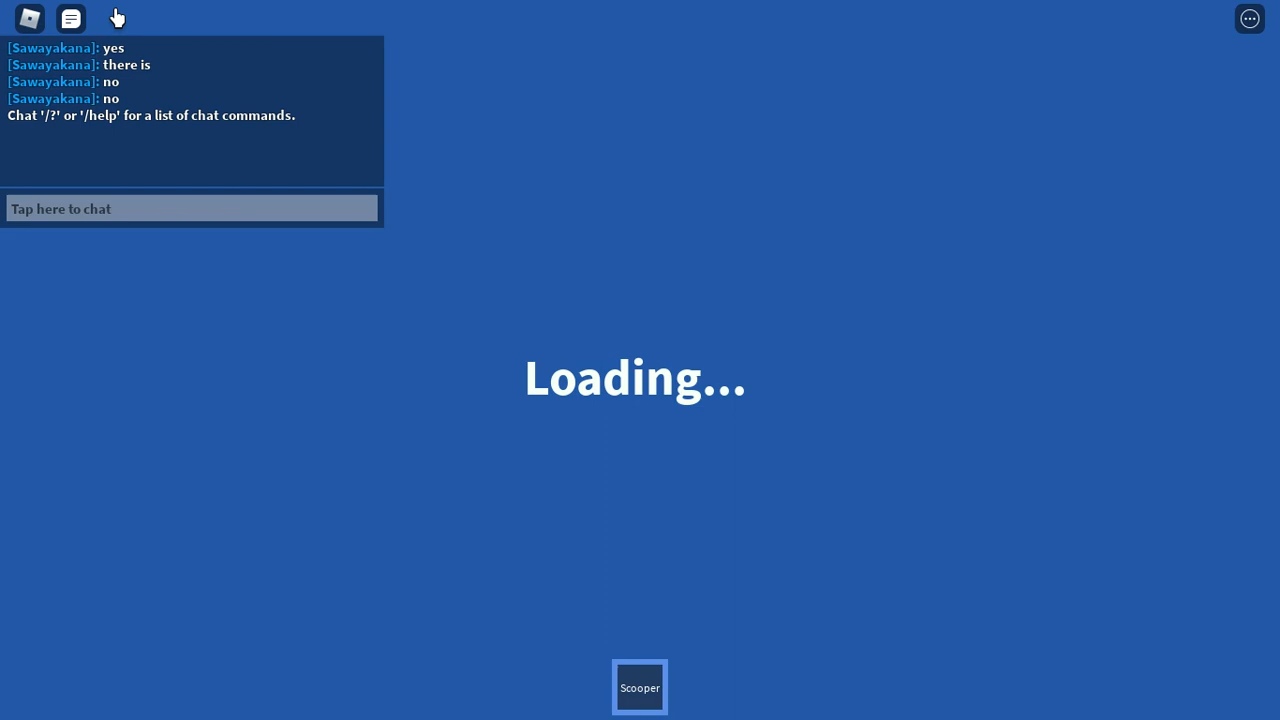 [Sawayakana]: yes
[Sawayakana]: there is
[Sawayakana]: no
[Sawayakana]: no
Chat '/?' or '/help' for a list of chat commands.
Tap here to chat
Loading...
Scooper